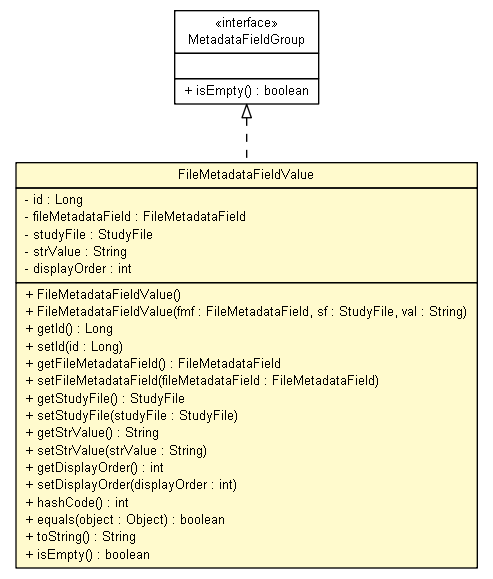 «interface»
MetadataFieldGroup
+ isEmpty() : boolean
FileMetadataFieldValue
- id : Long
- fileMetadataField : FileMetadataField
- studyFile : StudyFile
- strValue : String
- displayOrder : int
+ FileMetadataFieldValue()
+ FileMetadataFieldValue(fmf : FileMetadataField, sf : StudyFile, val : String)
+ getId() : Long
+ setId(id : Long)
+ getFileMetadataField() : FileMetadataField
+ setFileMetadataField(fileMetadataField : FileMetadataField)
+ getStudyFile() : StudyFile
+ setStudyFile(studyFile : StudyFile)
+ getStrValue() : String
+ setStrValue(strValue : String)
+ getDisplayOrder() : int
+ setDisplayOrder(displayOrder : int)
+ hashCode() : int
+ equals(object : Object) : boolean
+ toString() : String
+ isEmpty() : boolean